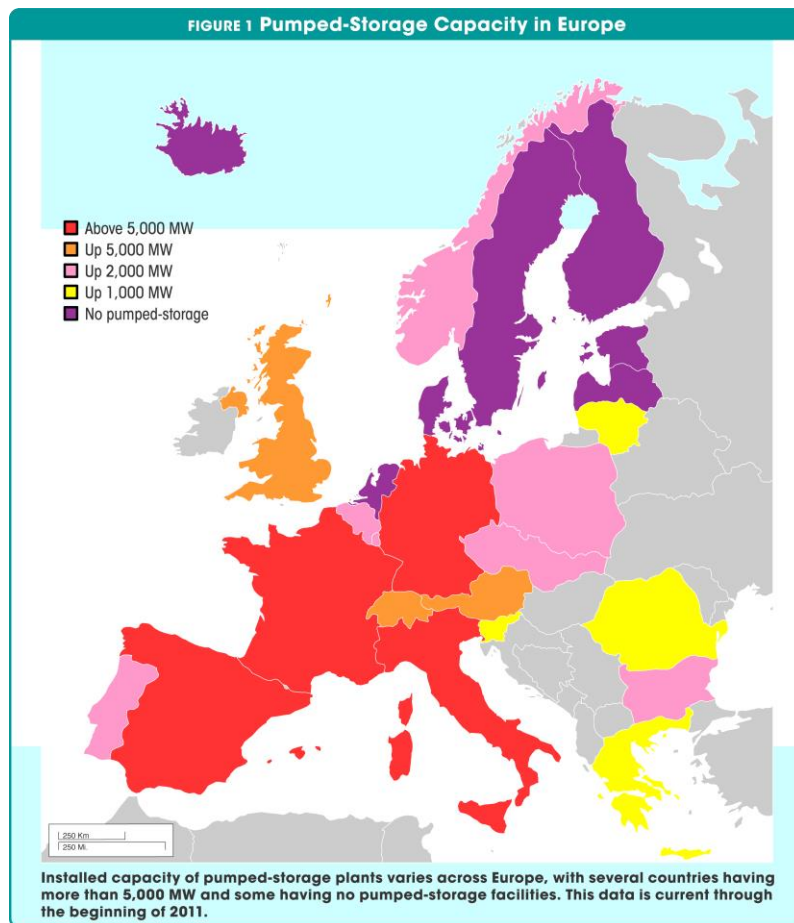 FIGURE 1 Pumped-Storage Capacity in Europe
Above 5,000 MW
Up 5,000 MW
Up 2,000 MW
Up 1,000 MW
No pumped-storage
250 Km
250 Mi.
Installed capacity of pumped-storage plants varies across Europe, with several countries having
more than 5,000 MW and some having no pumped-storage facilities. This data is current through
the beginning of 2011.